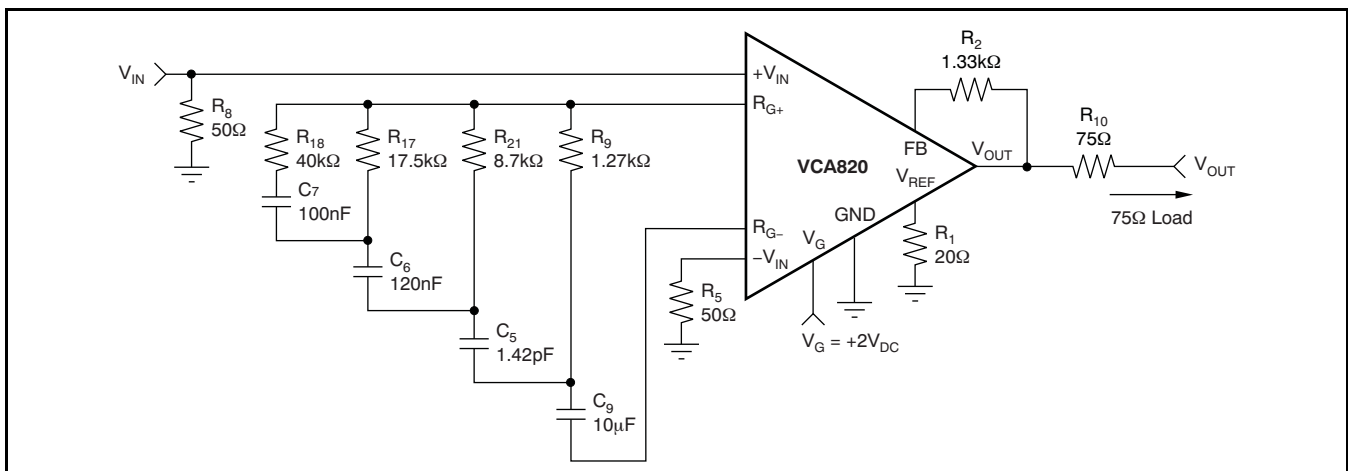 V_IN
R_8
50Ω
R_18
40kΩ
C_7
100nF
R_17
17.5kΩ
C_6
120nF
R_21
8.7kΩ
C_5
1.42pF
R_9
1.27kΩ
C_9
10µF
+V_IN
R_G+
R_G−
−V_IN
R_5
50Ω
VCA820
FB
V_OUT
V_REF
GND
V_G
V_G = +2V_DC
R_1
20Ω
R_2
1.33kΩ
R_10
75Ω
V_OUT
75Ω Load